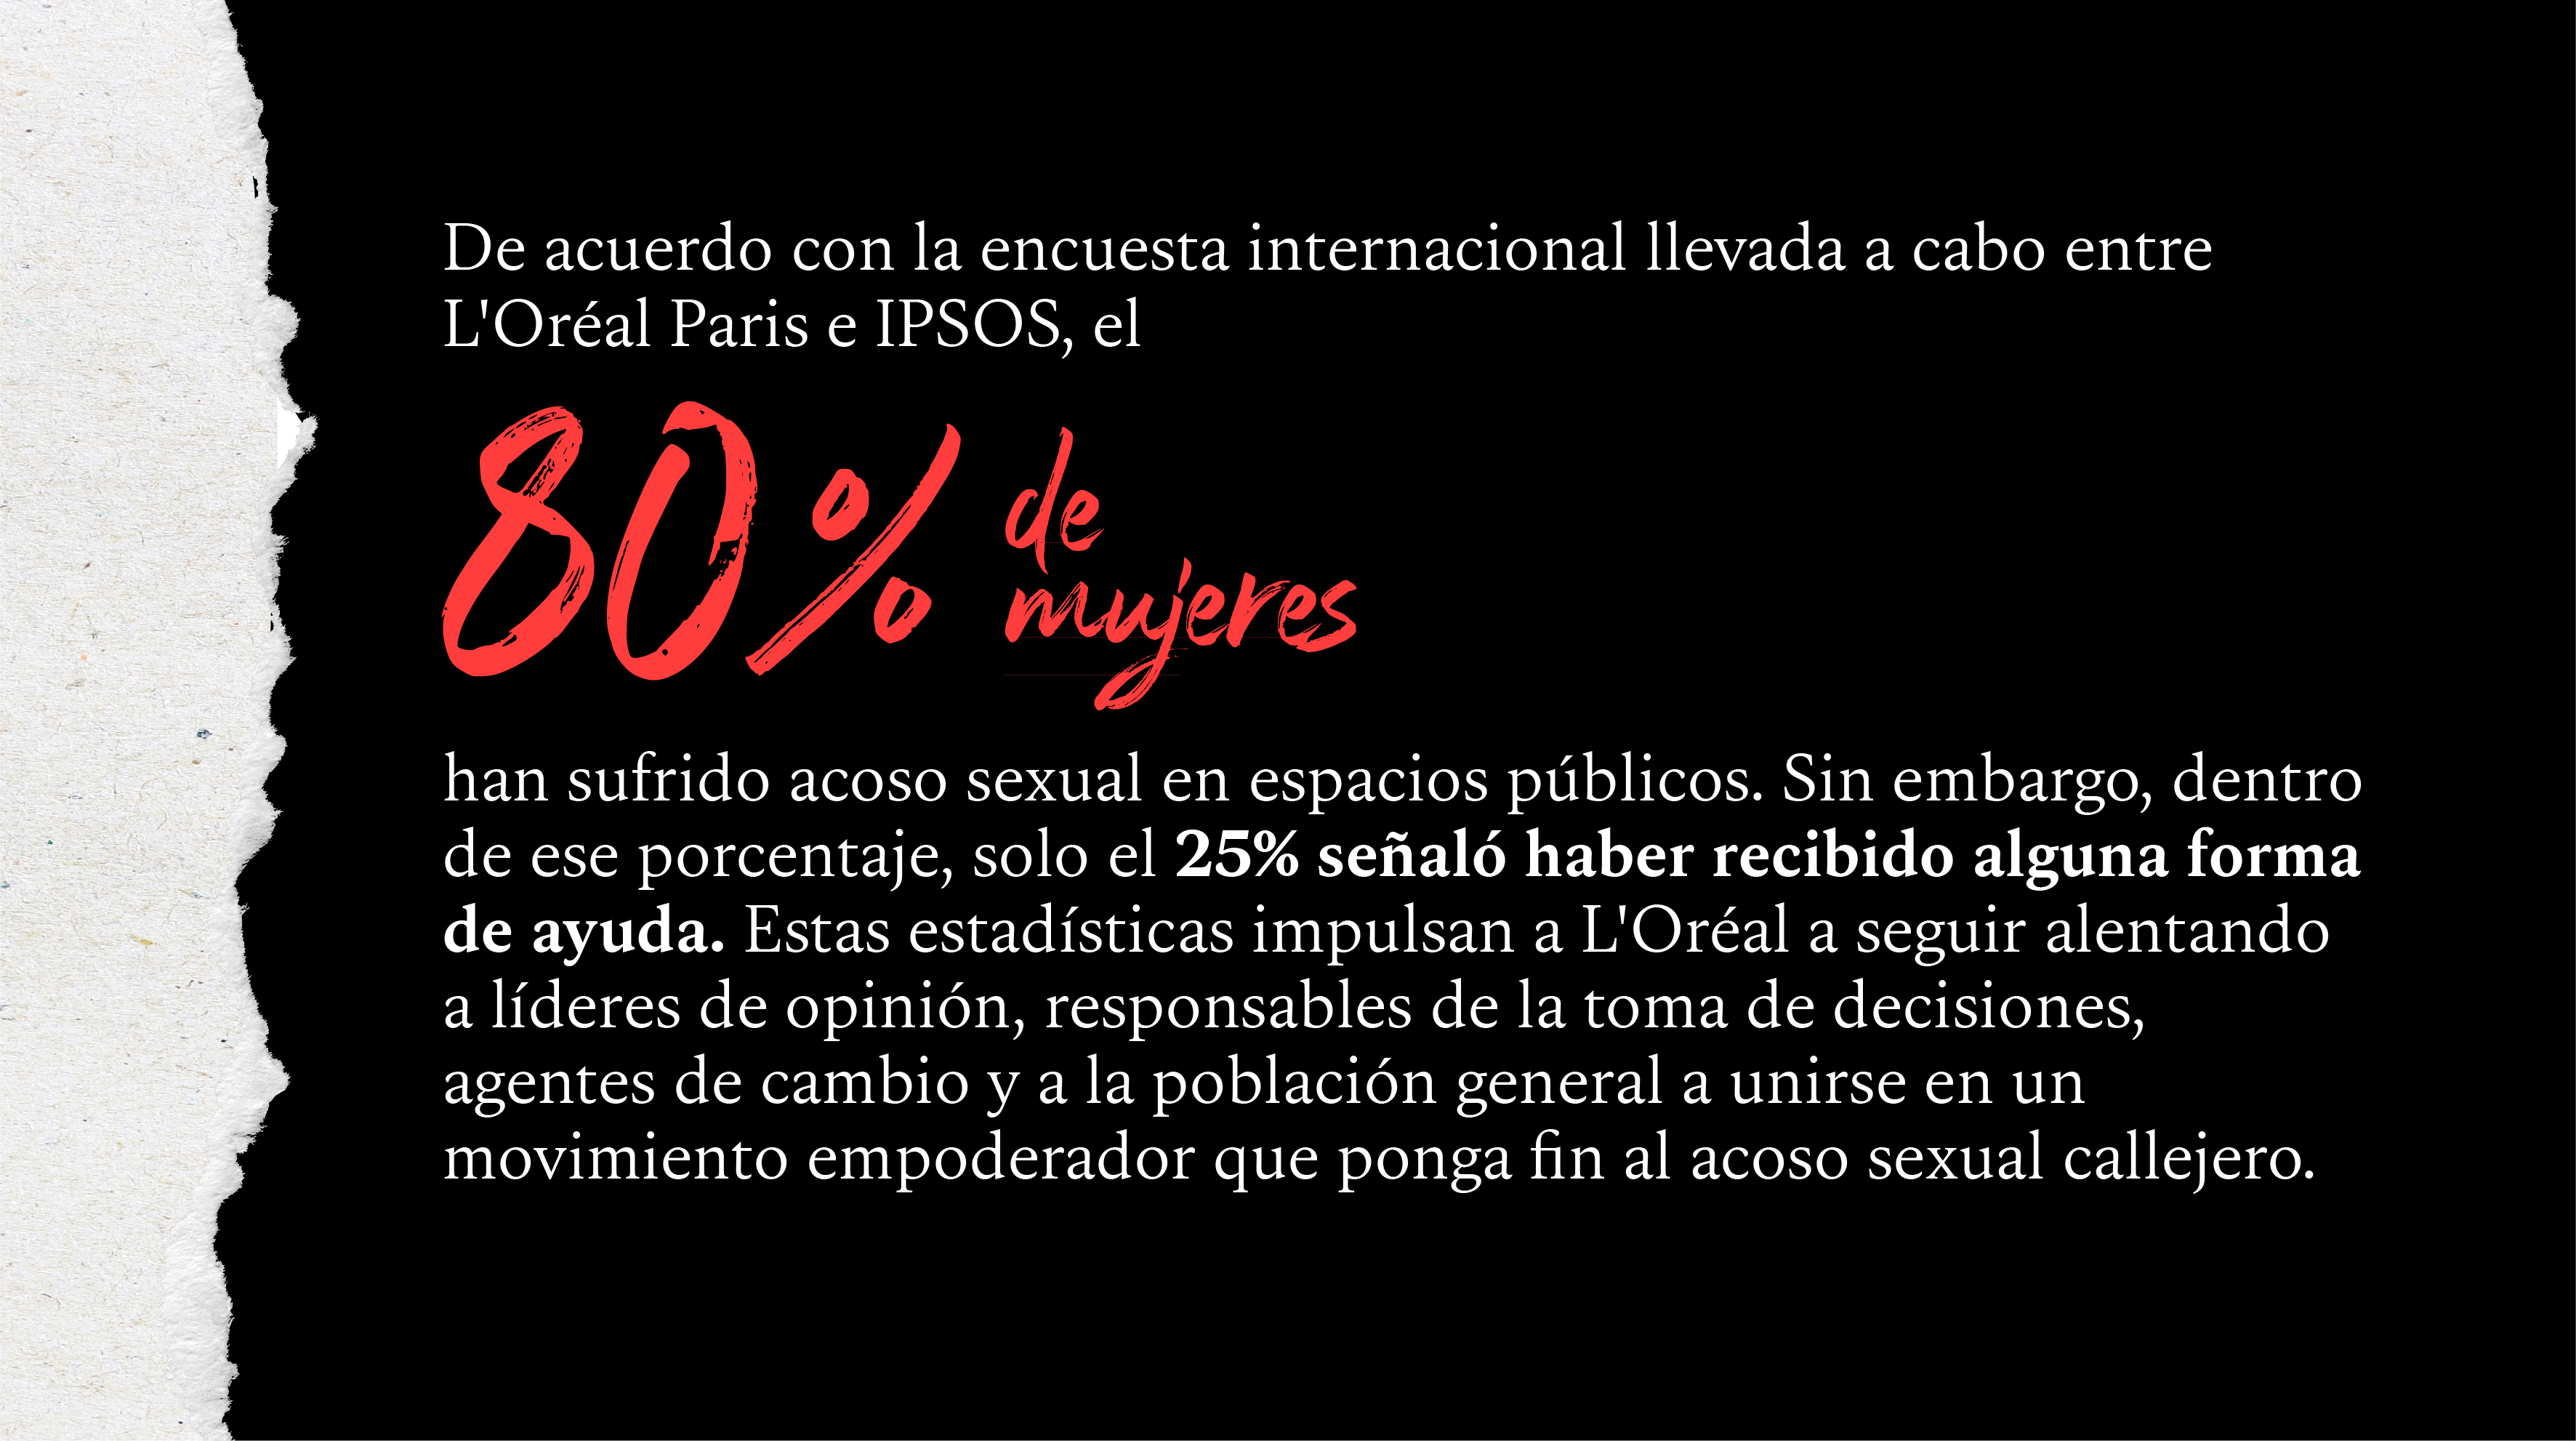 De acuerdo con la encuesta internacional llevada a cabo entre
L'Oréal Paris e IPSOS, el
80% de
mujeres
han sufrido acoso sexual en espacios públicos. Sin embargo, dentro
de ese porcentaje, solo el 25% señaló haber recibido alguna forma
de ayuda. Estas estadísticas impulsan a L'Oréal a seguir alentando
a líderes de opinión, responsables de la toma de decisiones,
agentes de cambio y a la población general a unirse en un
movimiento empoderador que ponga fin al acoso sexual callejero.